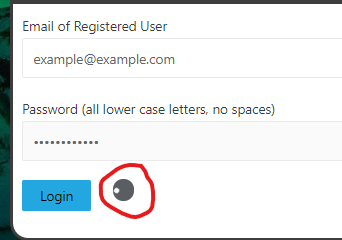 Email of Registered User
example@example.com
Password (all lower case letters, no spaces)
••••••••••••
Login